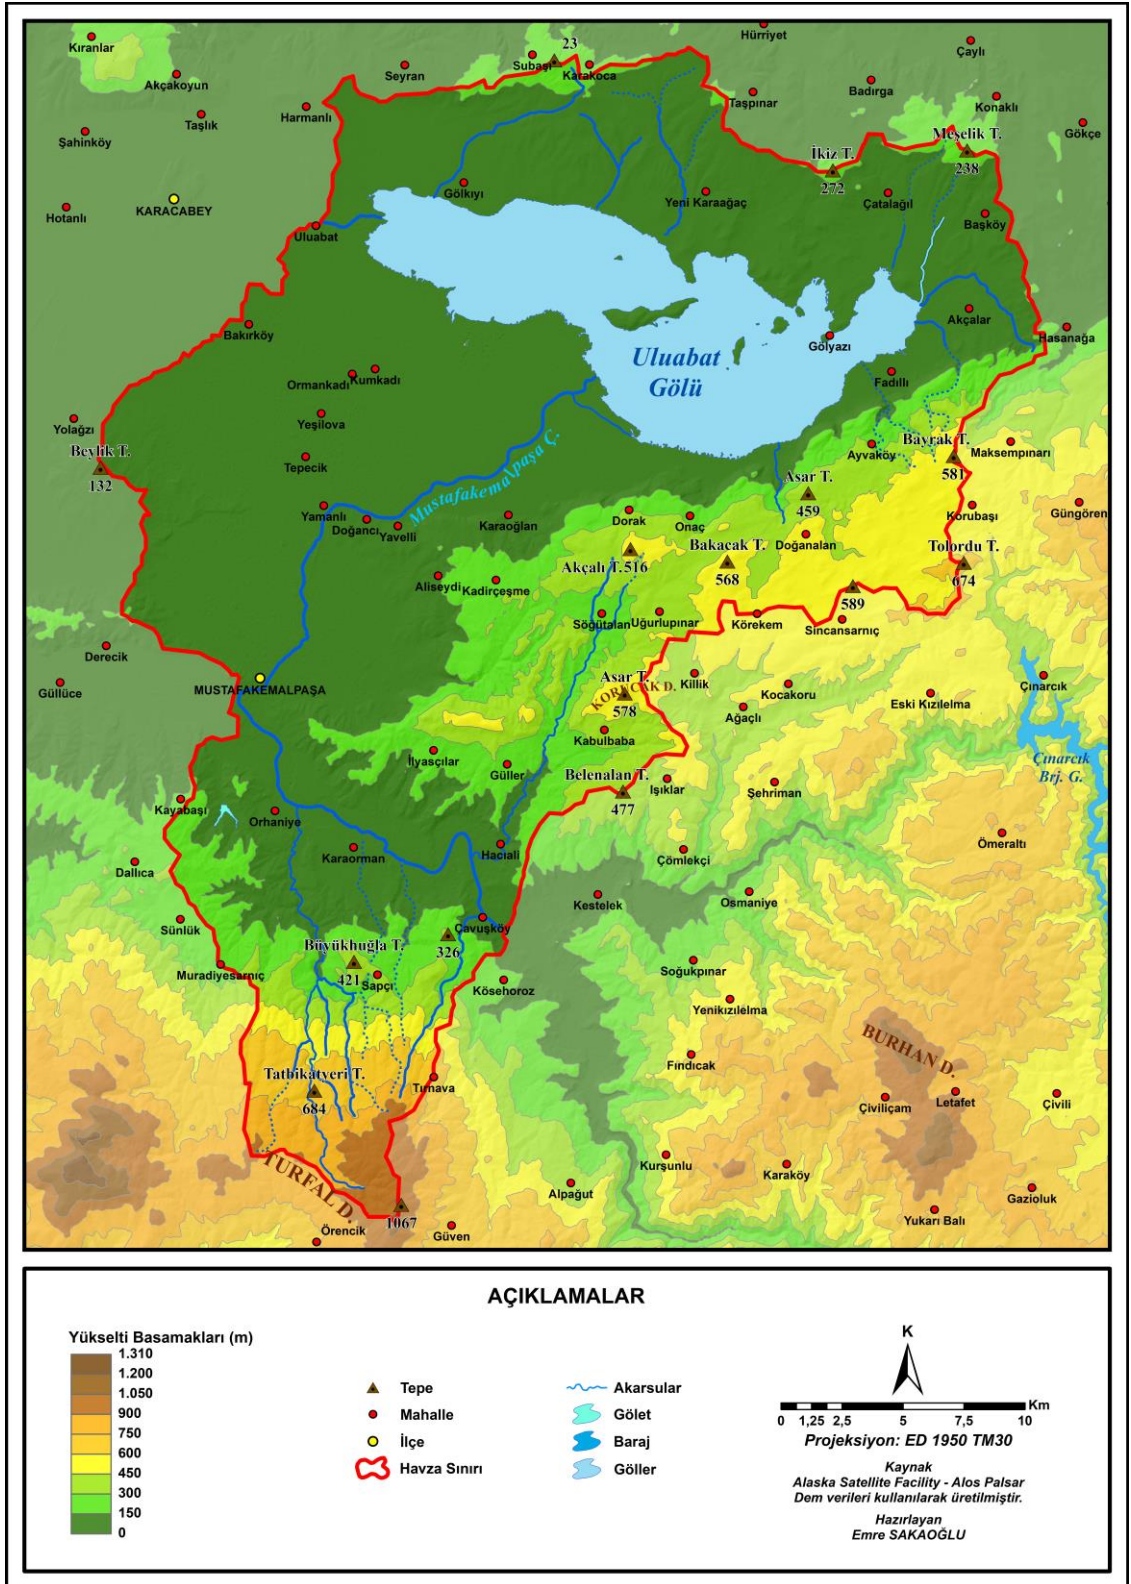 Kıranlar
Akçakoyun
Taşlık
Şahinköy
Harmanlı
Seyran
Subaşı
23
Karakoca
Hürriyet
Çaylı
Badırga
Taşpınar
Konaklı
Gökçe
Meşelik T.
238
İkiz T.
272
Hotanlı
KARACABEY
Uluabat
Gölkıyı
Yeni Karaağaç
Çatalağıl
Başköy
Bakırköy
Akçalar
Hasanağa
Gölyazı
Uluabat
Gölü
Fadıllı
Ormankadı
Kumkadı
Yeşilova
Yolağzı
Beylik T.
132
Tepecik
Mustafakemalpaşa Ç.
Ayvaköy
Bayrak T.
581
Maksempınarı
Yamanlı
Doğancı
Yavelli
Karaoğlan
Dorak
Onaç
Asar T.
459
Korubaşı
Güngören
Doğanalan
Bakacak T.
568
Tolordu T.
674
Akçalı T.
516
Aliseydi
Kadirçeşme
589
Söğütalan
Uğurlupınar
Körekem
Sincansarnıç
Derecik
Güllüce
MUSTAFAKEMALPAŞA
Asar T.
KORUCAK D.
578
Killik
Kocakoru
Ağaçlı
Eski Kızılelma
Çınarcık
Kabulbaba
İlyasçılar
Güller
Belenalan T.
477
Işıklar
Şehriman
Çınarcık
Brj. G.
Kayabaşı
Orhaniye
Karaorman
Hacıali
Çömlekçi
Ömeraltı
Dallıca
Kestelek
Osmaniye
Sünlük
Çavuşköy
326
Büyükhuğla T.
421
Sapçı
Muradiyesarnıç
Kösehoroz
Soğukpınar
Yenikızılelma
BURHAN D.
Fındıcak
Tatbikatyeri T.
684
Tırnava
Çiviliçam
Letafet
Çivili
TURFAL D.
Kurşunlu
Karaköy
Alpağut
Gazioluk
1067
Yukarı Balı
Örencik
Güven
AÇIKLAMALAR
Yükselti Basamakları (m)
1.310
1.200
1.050
900
750
600
450
300
150
0
Tepe
Mahalle
İlçe
Havza Sınırı
Akarsular
Gölet
Baraj
Göller
K
Km
0 1,25 2,5 5 7,5 10
Projeksiyon: ED 1950 TM30
Kaynak
Alaska Satellite Facility - Alos Palsar
Dem verileri kullanılarak üretilmiştir.
Hazırlayan
Emre SAKAOĞLU